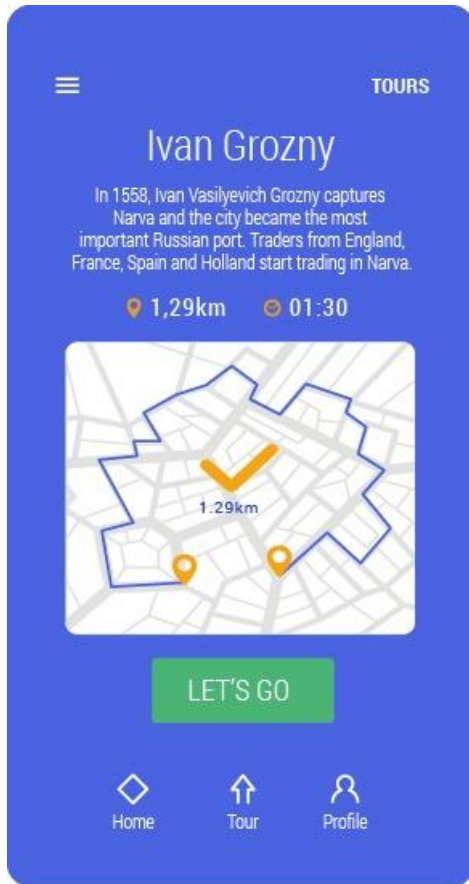 TOURS
Ivan Grozny
In 1558, Ivan Vasilyevich Grozny captures
Narva and the city became the most
important Russian port. Traders from England,
France, Spain and Holland start trading in Narva.
1,29km 01:30
1.29km
LET'S GO
Home Tour Profile